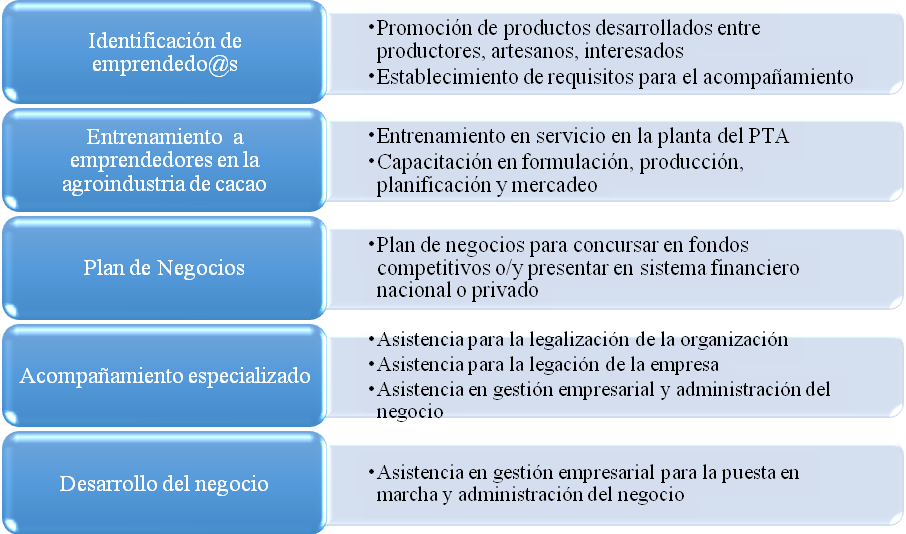 Identificación de
emprendedo@s
•Promoción de productos desarrollados entre
productores, artesanos, interesados
•Establecimiento de requisitos para el acompañamiento
Entrenamiento a
emprendedores en la
agroindustria de cacao
•Entrenamiento en servicio en la planta del PTA
•Capacitación en formulación, producción,
planificación y mercadeo
Plan de Negocios
•Plan de negocios para concursar en fondos
competitivos o/y presentar en sistema financiero
nacional o privado
Acompañamiento especializado
•Asistencia para la legalización de la organización
•Asistencia para la legación de la empresa
•Asistencia en gestión empresarial y administración del
negocio
Desarrollo del negocio
•Asistencia en gestión empresarial para la puesta en
marcha y administración del negocio